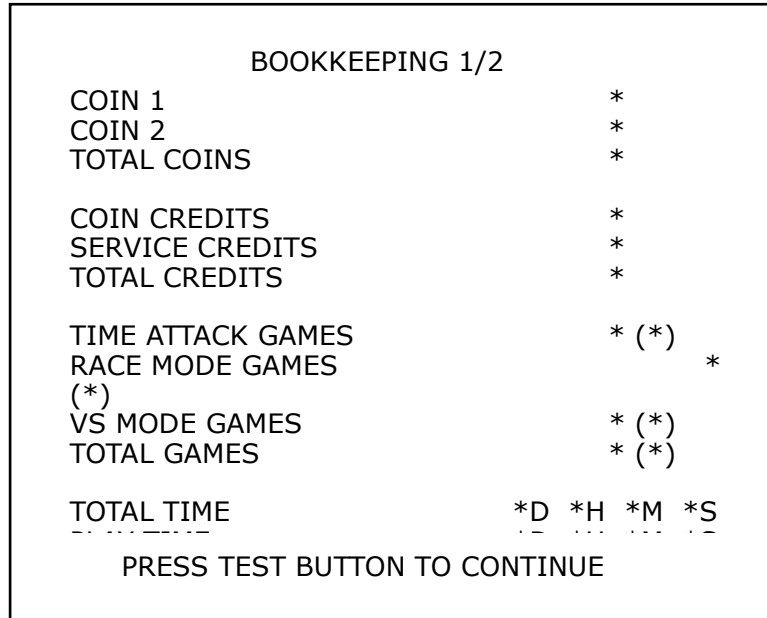 BOOKKEEPING 1/2
COIN 1 *
COIN 2 *
TOTAL COINS *
COIN CREDITS *
SERVICE CREDITS *
TOTAL CREDITS *
TIME ATTACK GAMES * (*)
RACE MODE GAMES *
(*)
VS MODE GAMES * (*)
TOTAL GAMES * (*)
TOTAL TIME *D *H *M *S
PRESS TEST BUTTON TO CONTINUE